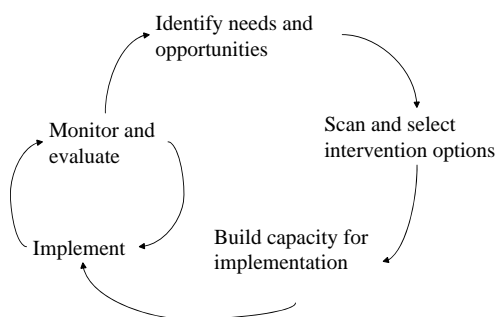 Identify needs and
opportunities
Scan and select
intervention options
Build capacity for
implementation
Implement
Monitor and
evaluate